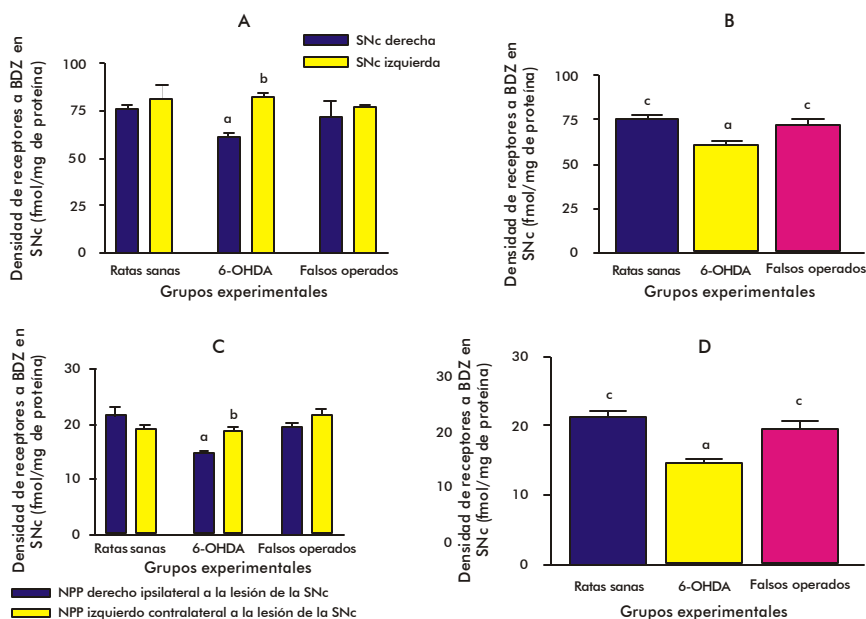 A
SNc derecha
SNc izquierda
Densidad de receptores a BDZ en
SNc (fmol/mg de proteína)
100
75
50
25
0
a
b
Ratas sanas
6-OHDA
Falsos operados
Grupos experimentales
B
Densidad de receptores a BDZ en
SNc (fmol/mg de proteína)
100
75
50
25
0
c
a
c
Ratas sanas
6-OHDA
Falsos operados
Grupos experimentales
C
Densidad de receptores a BDZ en
SNc (fmol/mg de proteína)
30
20
10
0
a
b
Ratas sanas
6-OHDA
Falsos operados
Grupos experimentales
NPP derecho ipsilateral a la lesión de la SNc
NPP izquierdo contralateral a la lesión de la SNc
D
30
20
10
0
Densidad de receptores a BDZ en
SNc (fmol/mg de proteína)
30
20
10
0
c
a
c
Ratas sanas
6-OHDA
Falsos operados
Grupos experimentales